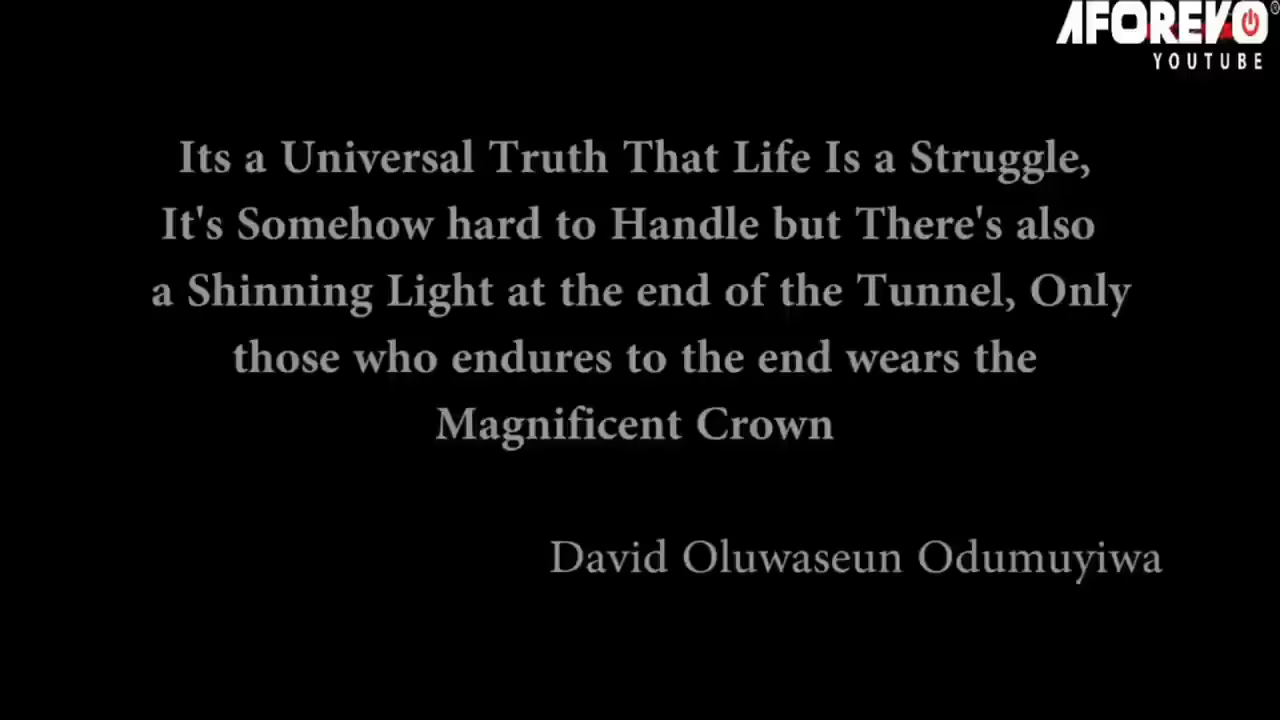 AFOREVO®
YOUTUBE
Its a Universal Truth That Life Is a Struggle,
It's Somehow hard to Handle but There's also
a Shinning Light at the end of the Tunnel, Only
those who endures to the end wears the
Magnificent Crown
David Oluwaseun Odumuyiwa